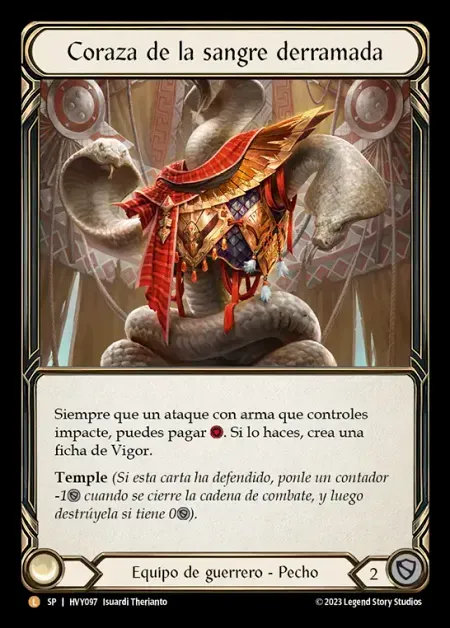 Coraza de la sangre derramada
Siempre que un ataque con arma que controles
impacte, puedes pagar . Si lo haces, crea una
ficha de Vigor.
Temple (Si esta carta ha defendido, ponle un contador
-1 cuando se cierre la cadena de combate, y luego
destrúyela si tiene 0).
Equipo de guerrero - Pecho
2
L SP | HVY097 Isuardi Therianto
© 2023 Legend Story Studios